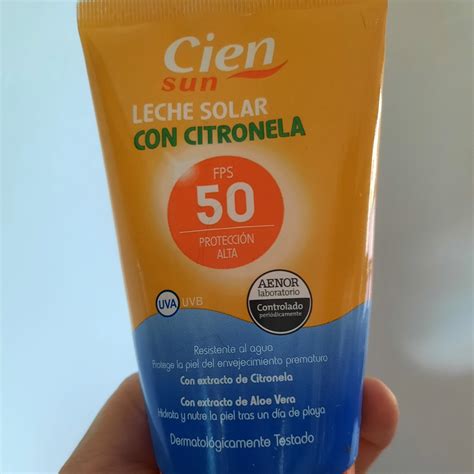 Cien
sun
LECHE SOLAR
CON CITRONELA
FPS
50
PROTECCIÓN
ALTA
UVA UVB
AENOR
laboratorio
Controlado
periódicamente
Resistente al agua
Protege la piel del envejecimiento prematuro
Con extracto de Citronela
Con extracto de Aloe Vera
Hidrata y nutre la piel tras un día de playa
Dermatológicamente Testado